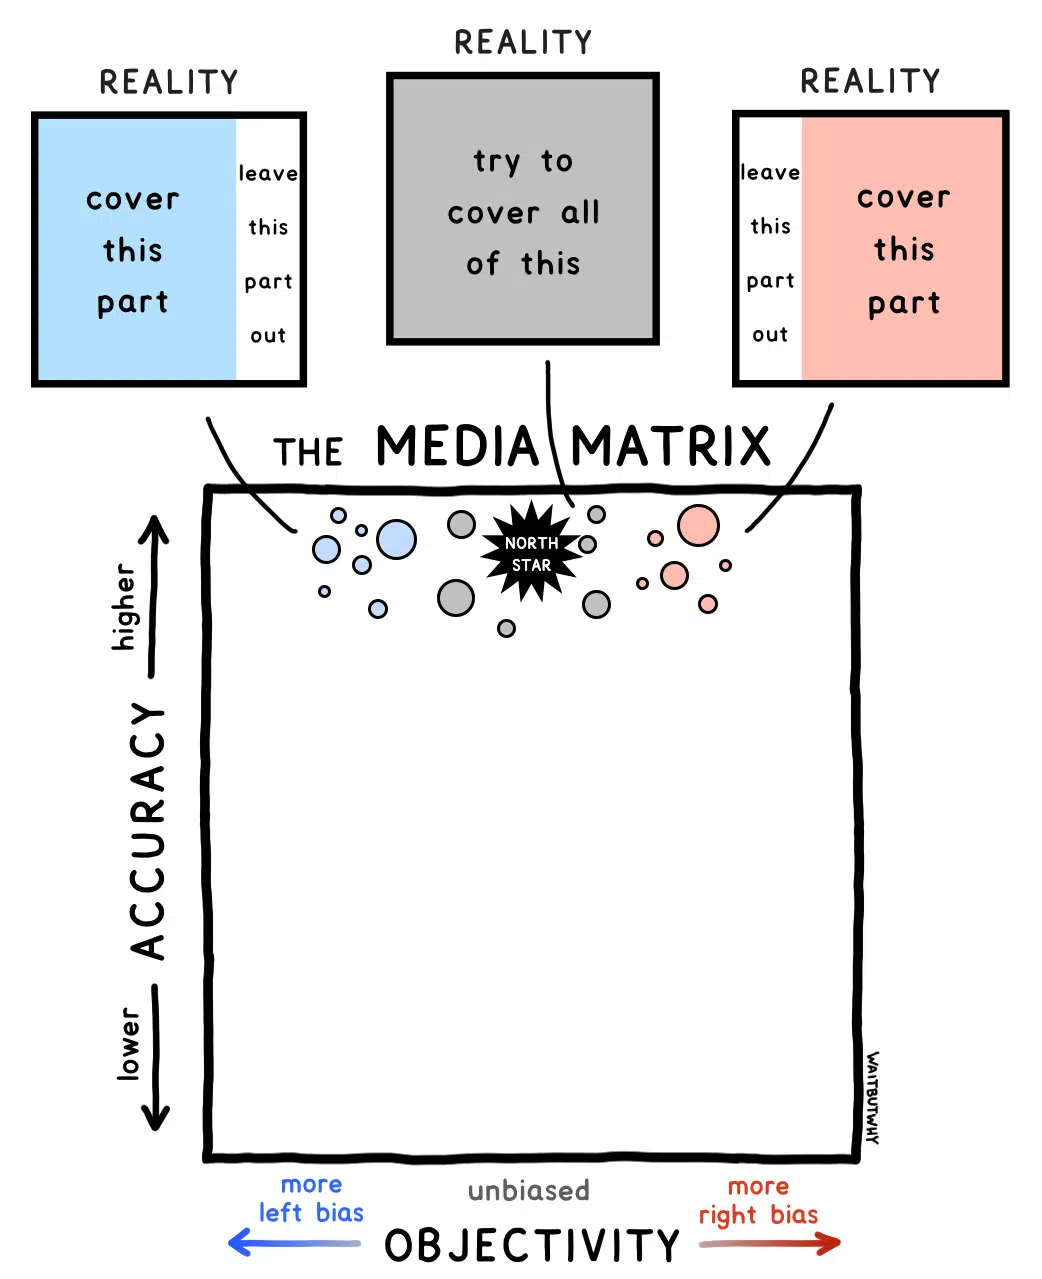 REALITY
cover
this
part
leave
this
part
out
REALITY
try to
cover all
of this
REALITY
leave
this
part
out
cover
this
part
THE MEDIA MATRIX
NORTH
STAR
higher
ACCURACY
lower
WAITBUTWHY
more
left bias
unbiased
more
right bias
OBJECTIVITY